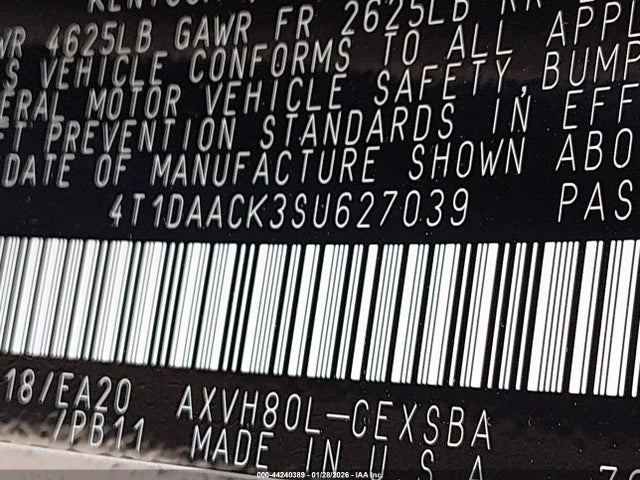 WR 4625LB GAWR FR 2625LB
S VEHICLE CONFORMS TO ALL APPL
ERAL MOTOR VEHICLE SAFETY, BUMP
FT PREVENTION STANDARDS IN EFF
DATE OF MANUFACTURE SHOWN ABO
4T1DAACK3SU627039 PAS
18/EA20 AXVH80L-CEXSBA
/PB11 MADE IN U.S.A
000-44240389 - 01/28/2026 - IAA Inc